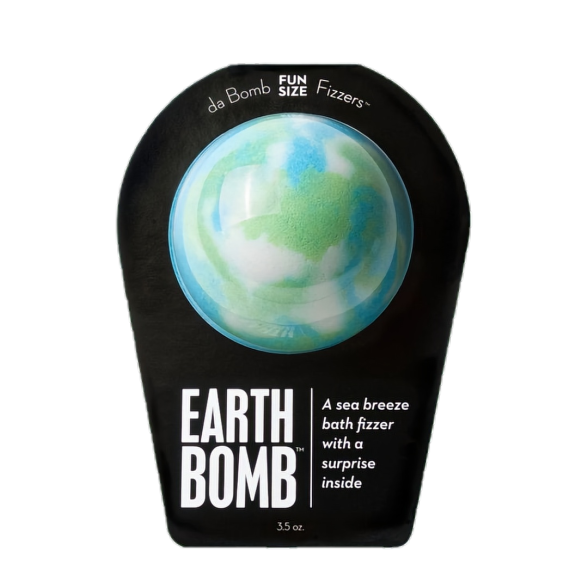 da Bomb FUN SIZE Fizzers™
EARTH
BOMB™
A sea breeze
bath fizzer
with a
surprise
inside
3.5 oz.